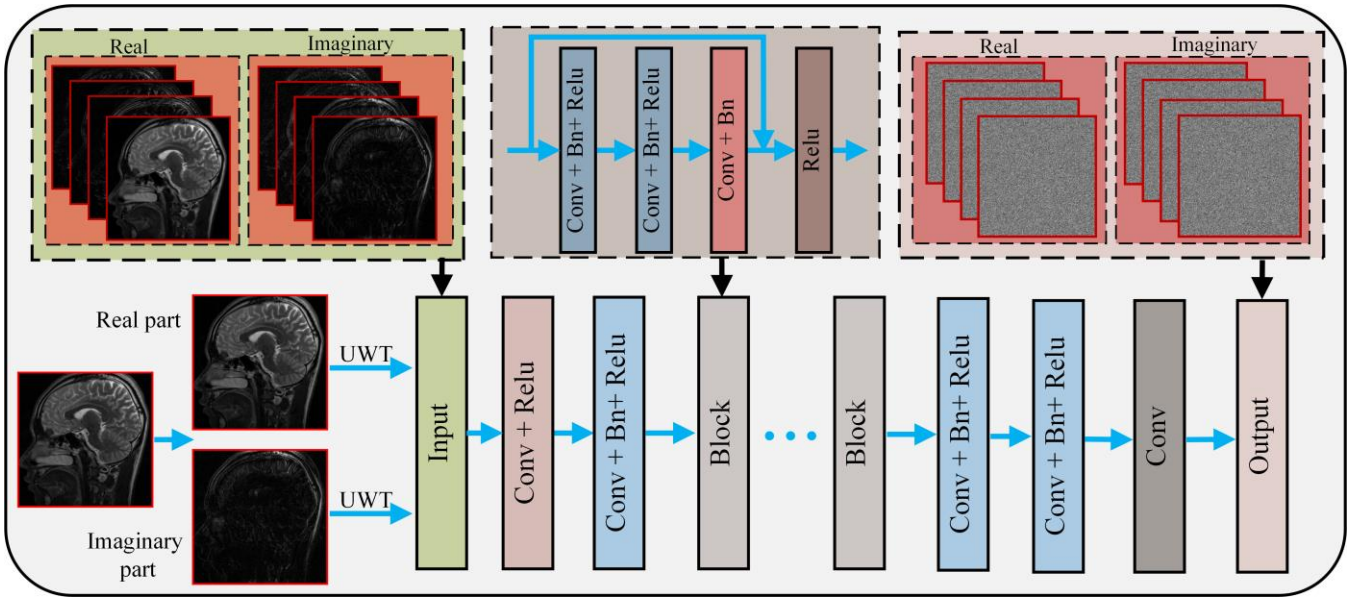 Real
Imaginary
Conv + Bn+ Relu
Conv + Bn+ Relu
Conv + Bn
Relu
Real
Imaginary
Real part
UWT
Imaginary
part
UWT
Input
Conv + Relu
Conv + Bn+ Relu
Block
Block
Conv + Bn+ Relu
Conv + Bn+ Relu
Conv
Output